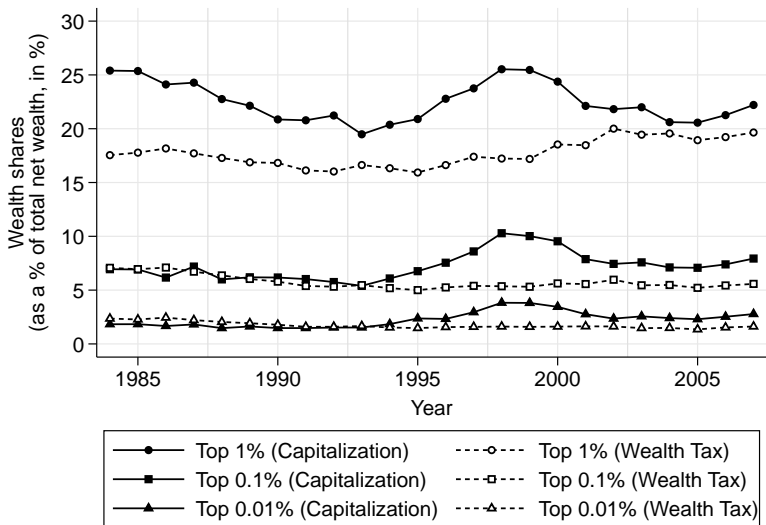 Wealth shares
(as a % of total net wealth, in %)
30
25
20
15
10
5
0
1985 1990 1995 2000 2005
Year
Top 1% (Capitalization) Top 1% (Wealth Tax)
Top 0.1% (Capitalization) Top 0.1% (Wealth Tax)
Top 0.01% (Capitalization) Top 0.01% (Wealth Tax)